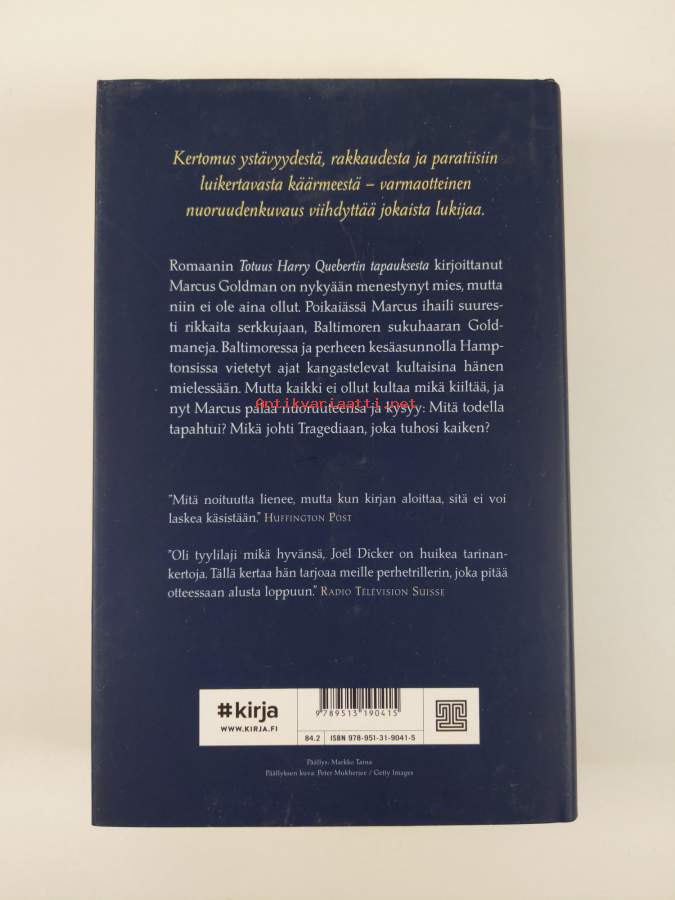 Kertomus ystävyydestä, rakkaudesta ja paratiisiin
luikertavasta käärmeestä – varmaotteinen
nuoruudenkuvaus viihdyttää jokaista lukijaa.
Romaanin Totuus Harry Quebertin tapauksesta kirjoittanut
Marcus Goldman on nykyään menestynyt mies, mutta
niin ei ole aina ollut. Poikaiässä Marcus ihaili suures-
ti rikkaita serkkujaan, Baltimoren sukuhaaran Gold-
maneja. Baltimoressa ja perheen kesäasunnolla Hamp-
tonsissa vietetyt ajat kangastelevat kultaisina hänen
mielessään. Mutta kaikki ei ollut kultaa mikä kiiltää, ja
nyt Marcus palaa nuoruuteensa ja kysyy: Mitä todella
Antikvariaatti.net
tapahtui? Mikä johti Tragediaan, joka tuhosi kaiken?
"Mitä noituutta lienee, mutta kun kirjan aloittaa, sitä ei voi
laskea käsistään." Huffington Post
"Oli tyylilaji mikä hyvänsä, Joël Dicker on huikea tarinan-
kertoja. Tällä kertaa hän tarjoaa meille perhetrillerin, joka pitää
otteessaan alusta loppuun." Radio Télévision Suisse
#kirja
WWW.KIRJA.FI
9 789513 190415
84.2 ISBN 978-951-31-9041-5
Päällys: Markko Taina
Päällyksen kuva: Peter Mukherjee / Getty Images